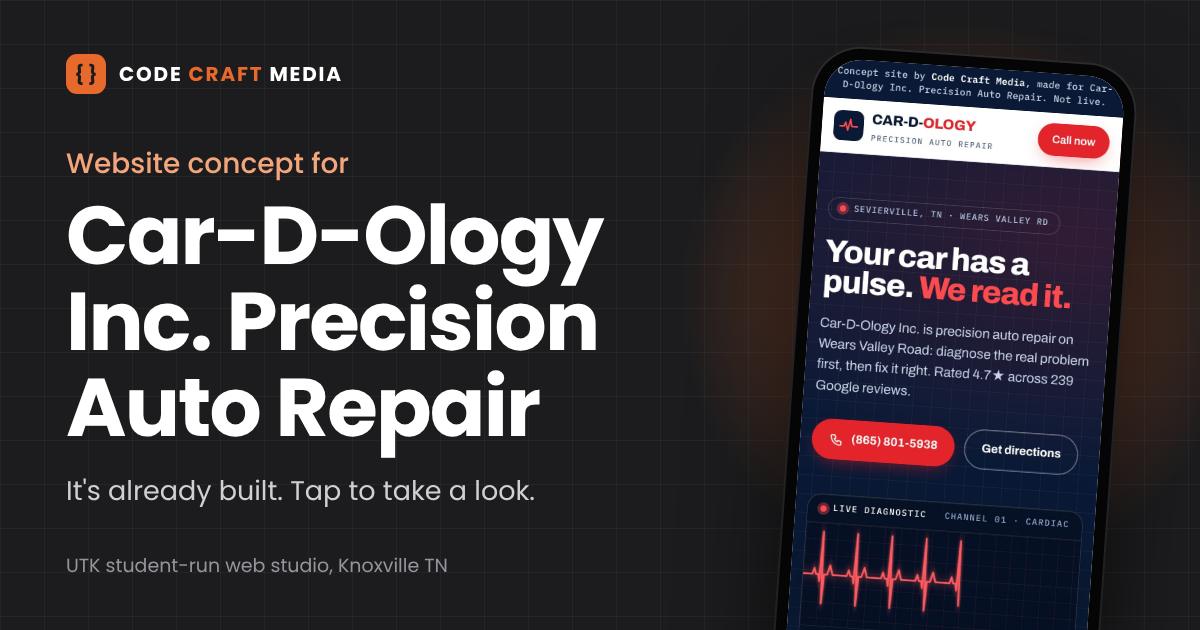 { } CODE CRAFT MEDIA
Website concept for
Car-D-Ology
Inc. Precision
Auto Repair
It's already built. Tap to take a look.
UTK student-run web studio, Knoxville TN
Concept site by Code Craft Media, made for Car-
D-Ology Inc. Precision Auto Repair. Not live.
CAR-D-OLOGY
PRECISION AUTO REPAIR
Call now
SEVIERVILLE, TN · WEARS VALLEY RD
Your car has a
pulse. We read it.
Car-D-Ology Inc. is precision auto repair on
Wears Valley Road: diagnose the real problem
first, then fix it right. Rated 4.7★ across 239
Google reviews.
(865) 801-5938
Get directions
LIVE DIAGNOSTIC
CHANNEL 01 · CARDIAC